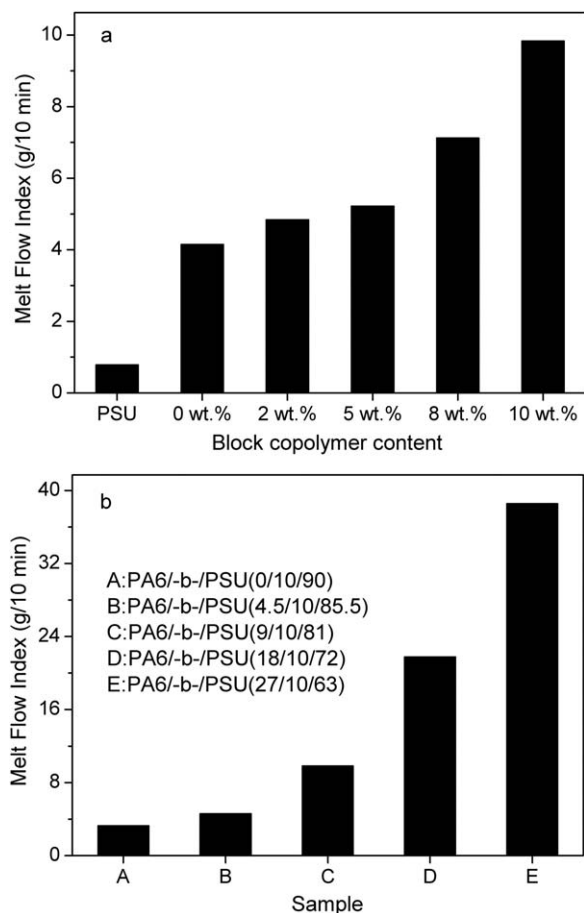 a
Melt Flow Index (g/10 min)
10
8
6
4
2
0
PSU 0 wt.% 2 wt.% 5 wt.% 8 wt.% 10 wt.%
Block copolymer content
b
Melt Flow Index (g/10 min)
40
32
24
16
8
0
A:PA6/-b-/PSU(0/10/90)
B:PA6/-b-/PSU(4.5/10/85.5)
C:PA6/-b-/PSU(9/10/81)
D:PA6/-b-/PSU(18/10/72)
E:PA6/-b-/PSU(27/10/63)
A B C D E
Sample